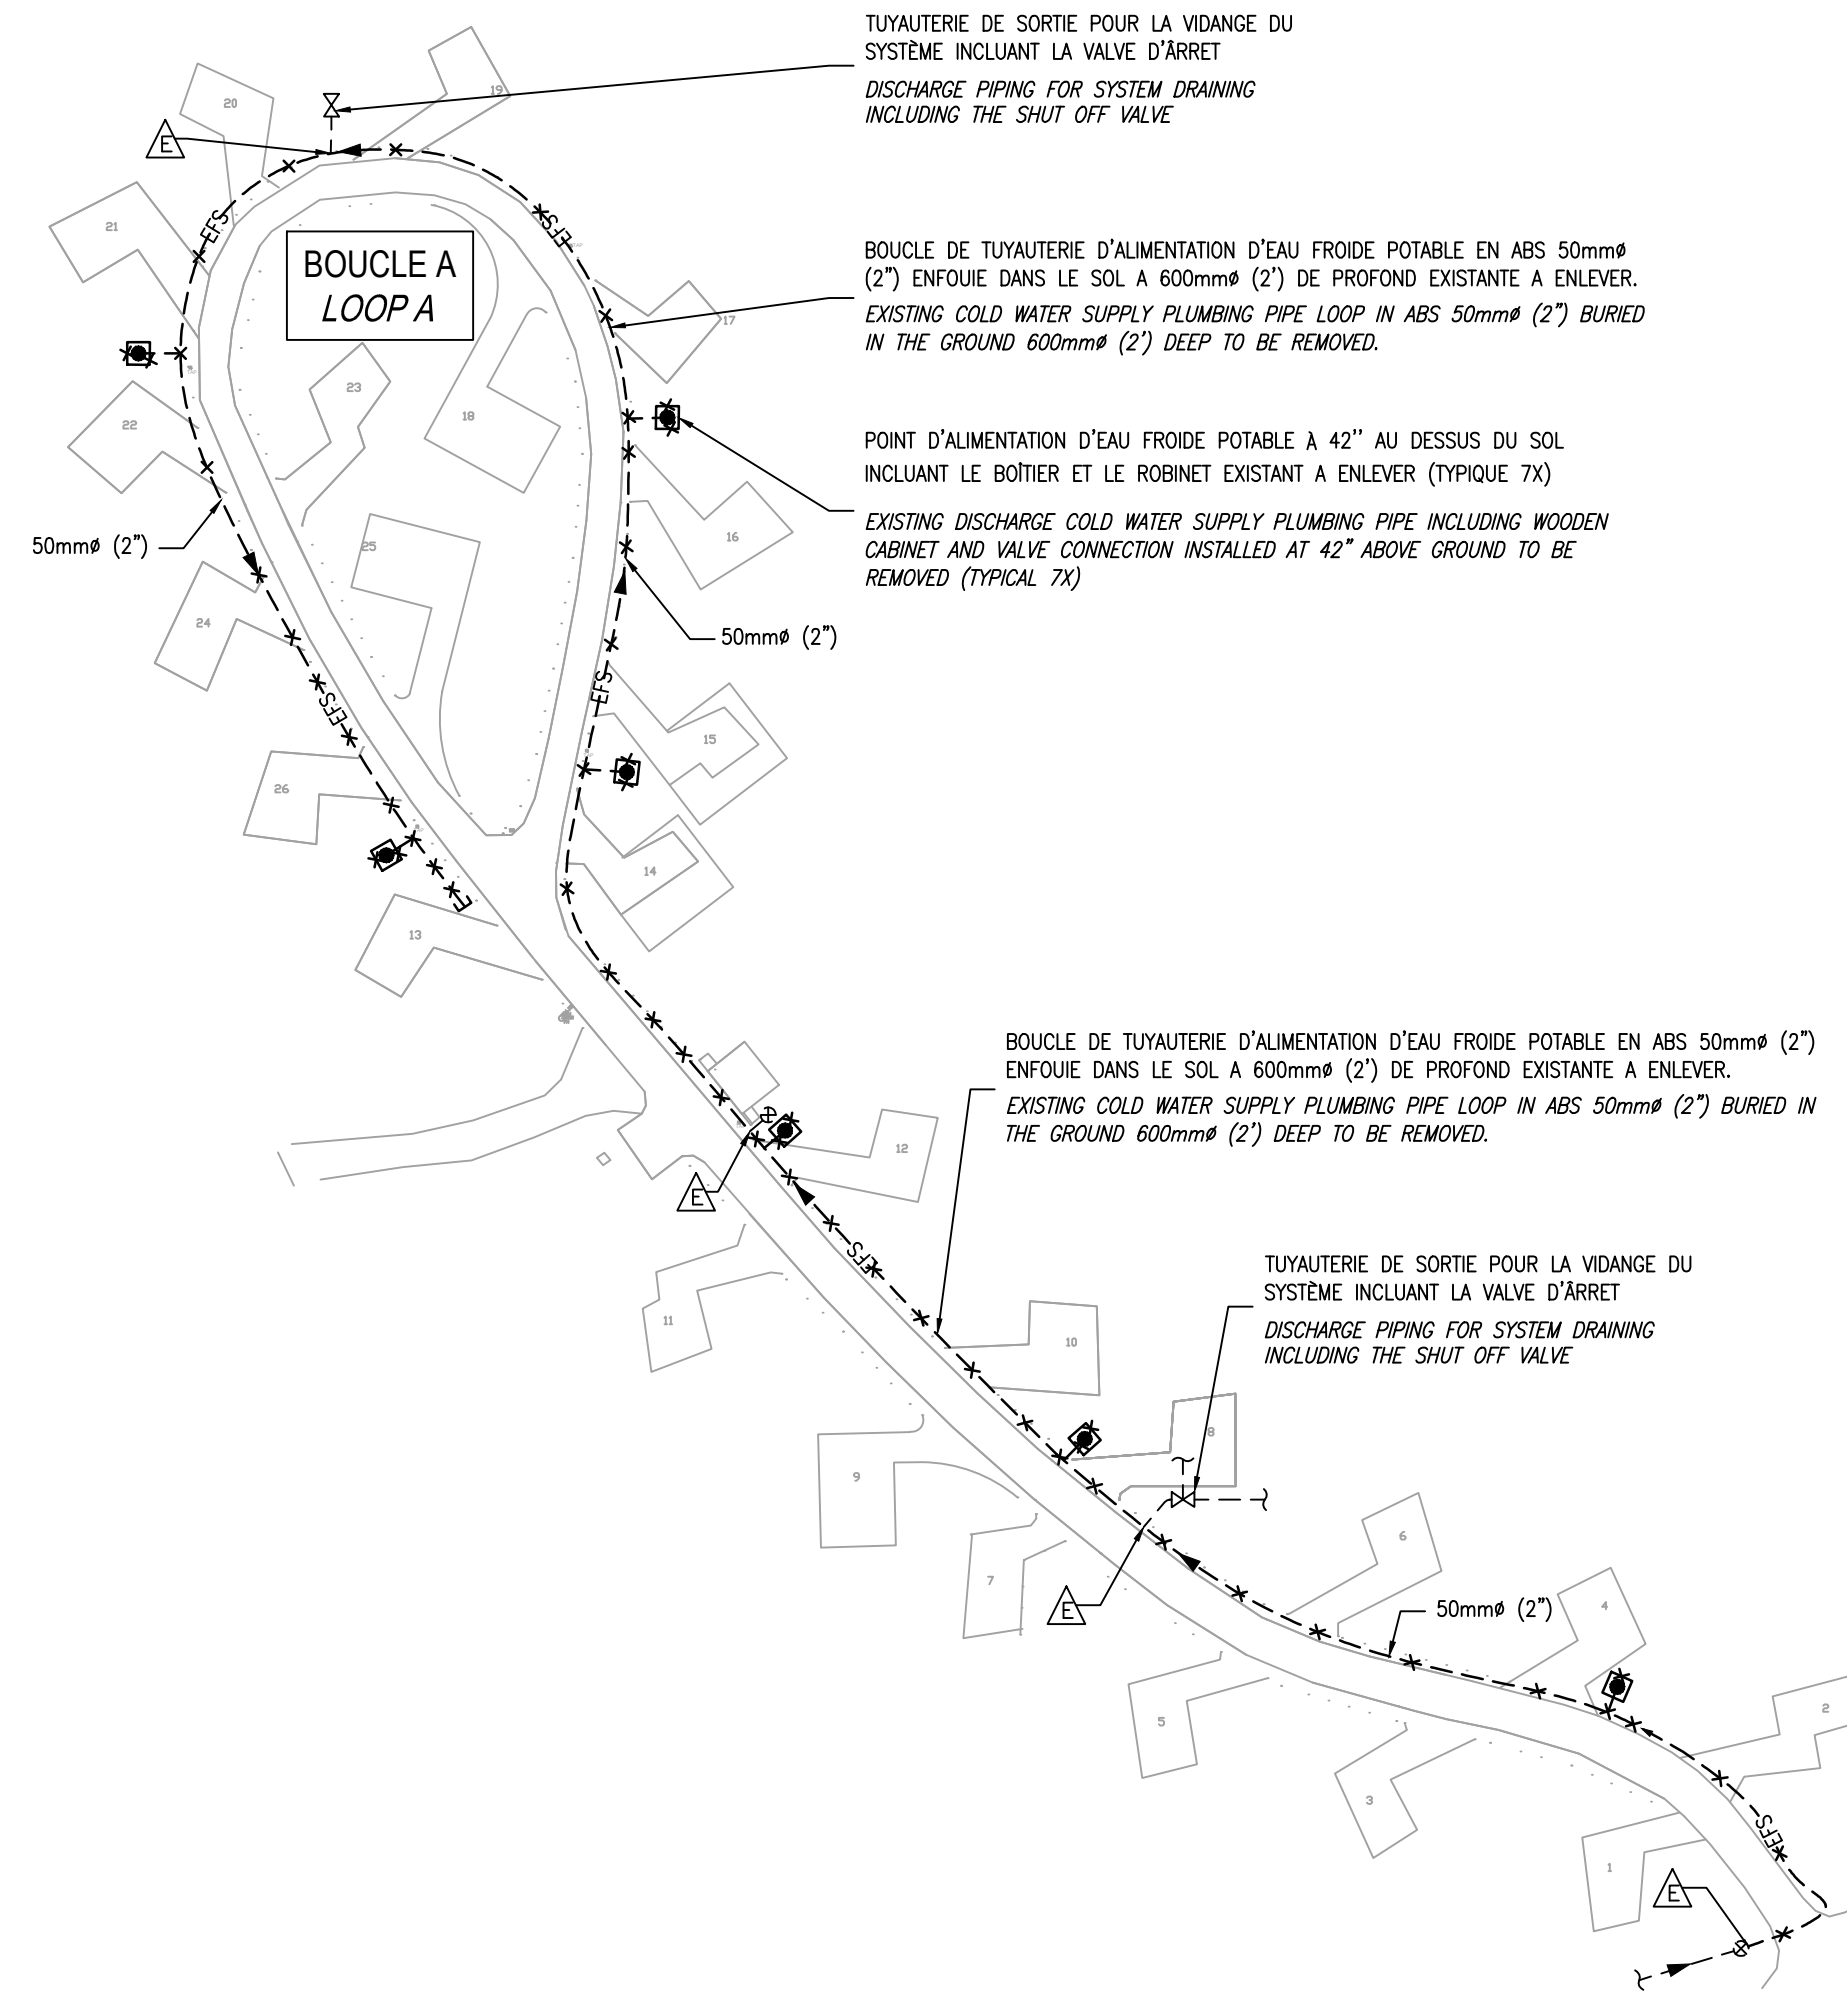 TUYAUTERIE DE SORTIE POUR LA VIDANGE DU
SYSTÈME INCLUANT LA VALVE D'ÂRRET
DISCHARGE PIPING FOR SYSTEM DRAINING
INCLUDING THE SHUT OFF VALVE
19
20
E
21
EFS
EFS
BOUCLE A
LOOP A
BOUCLE DE TUYAUTERIE D'ALIMENTATION D'EAU FROIDE POTABLE EN ABS 50mmø
(2") ENFOUIE DANS LE SOL A 600mmø (2') DE PROFOND EXISTANTE A ENLEVER.
EXISTING COLD WATER SUPPLY PLUMBING PIPE LOOP IN ABS 50mmø (2") BURIED
IN THE GROUND 600mmø (2') DEEP TO BE REMOVED.
17
23
18
22
POINT D'ALIMENTATION D'EAU FROIDE POTABLE À 42'' AU DESSUS DU SOL
INCLUANT LE BOÎTIER ET LE ROBINET EXISTANT A ENLEVER (TYPIQUE 7X)
EXISTING DISCHARGE COLD WATER SUPPLY PLUMBING PIPE INCLUDING WOODEN
CABINET AND VALVE CONNECTION INSTALLED AT 42" ABOVE GROUND TO BE
REMOVED (TYPICAL 7X)
50mmø (2")
25
16
24
50mmø (2")
EFS
EFS
15
26
14
13
BOUCLE DE TUYAUTERIE D'ALIMENTATION D'EAU FROIDE POTABLE EN ABS 50mmø (2")
ENFOUIE DANS LE SOL A 600mmø (2') DE PROFOND EXISTANTE A ENLEVER.
EXISTING COLD WATER SUPPLY PLUMBING PIPE LOOP IN ABS 50mmø (2") BURIED IN
THE GROUND 600mmø (2') DEEP TO BE REMOVED.
12
E
EFS
TUYAUTERIE DE SORTIE POUR LA VIDANGE DU
SYSTÈME INCLUANT LA VALVE D'ÂRRET
DISCHARGE PIPING FOR SYSTEM DRAINING
INCLUDING THE SHUT OFF VALVE
11
10
8
9
6
7
E
50mmø (2")
4
5
2
3
EFS
1
E